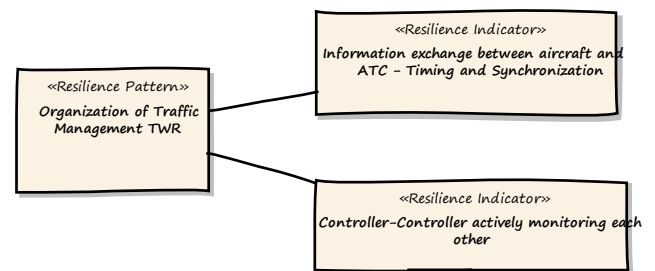 «Resilience Pattern»
Organization of Traffic
Management TWR
«Resilience Indicator»
Information exchange between aircraft and
ATC - Timing and Synchronization
«Resilience Indicator»
Controller-Controller actively monitoring each
other